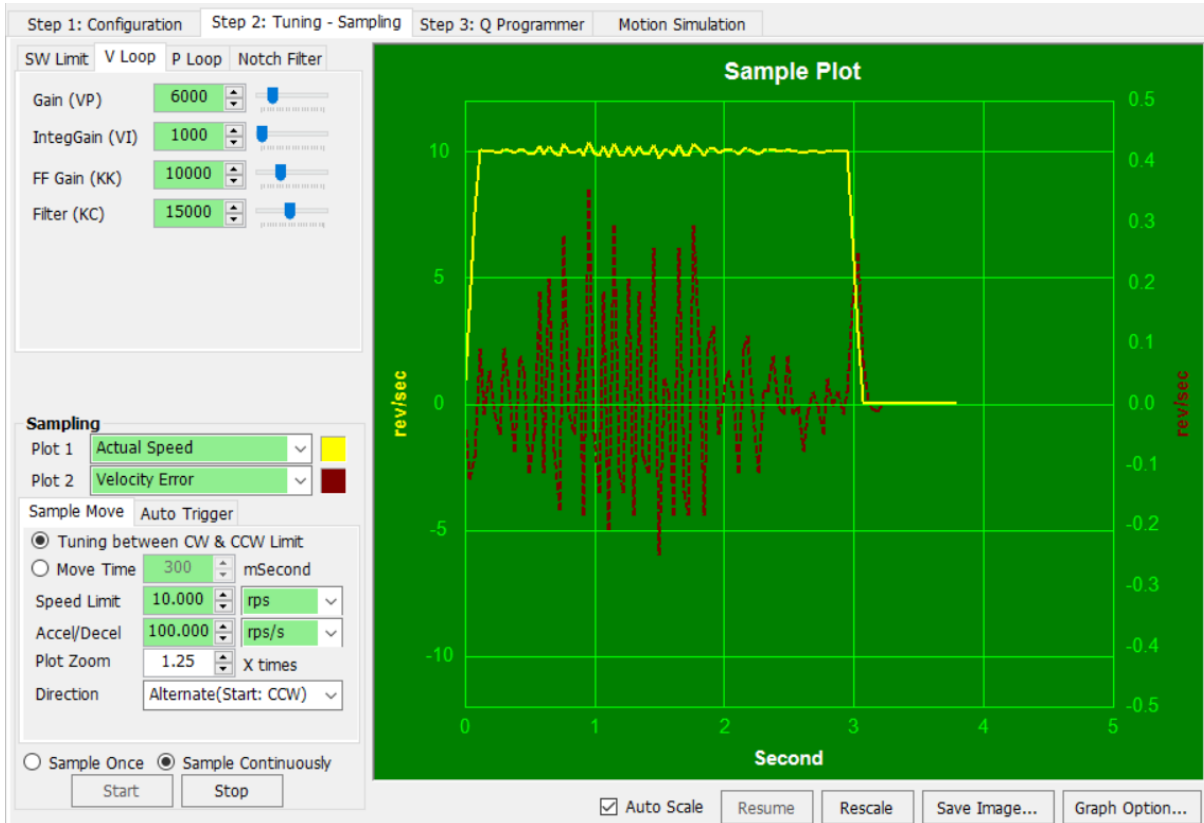 Step 1: Configuration Step 2: Tuning - Sampling Step 3: Q Programmer Motion Simulation
SW Limit V Loop P Loop Notch Filter
Gain (VP) 6000
IntegGain (VI) 1000
FF Gain (KK) 10000
Filter (KC) 15000
Sampling
Plot 1 Actual Speed
Plot 2 Velocity Error
Sample Move Auto Trigger
Tuning between CW & CCW Limit
Move Time 300 mSecond
Speed Limit 10.000 rps
Accel/Decel 100.000 rps/s
Plot Zoom 1.25 X times
Direction Alternate(Start: CCW)
Sample Once Sample Continuously
Start Stop
Sample Plot
rev/sec
10
5
0
-5
-10
0.5
0.4
0.3
0.2
0.1
0.0
-0.1
-0.2
-0.3
-0.4
-0.5
rev/sec
0 1 2 3 4 5
Second
Auto Scale Resume Rescale Save Image... Graph Option...